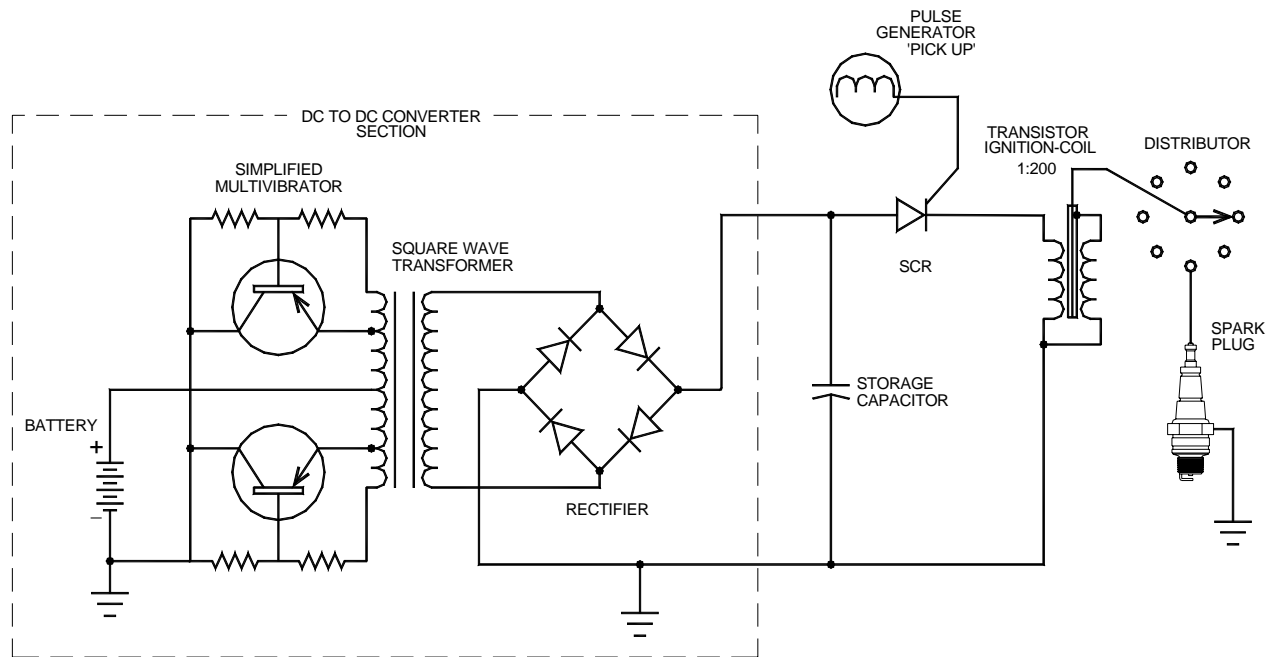 PULSE
GENERATOR
'PICK UP'
DC TO DC CONVERTER
SECTION
SIMPLIFIED
MULTIVIBRATOR
SQUARE WAVE
TRANSFORMER
TRANSISTOR
IGNITION-COIL
1:200
DISTRIBUTOR
SCR
SPARK
PLUG
STORAGE
CAPACITOR
BATTERY
+
–
RECTIFIER